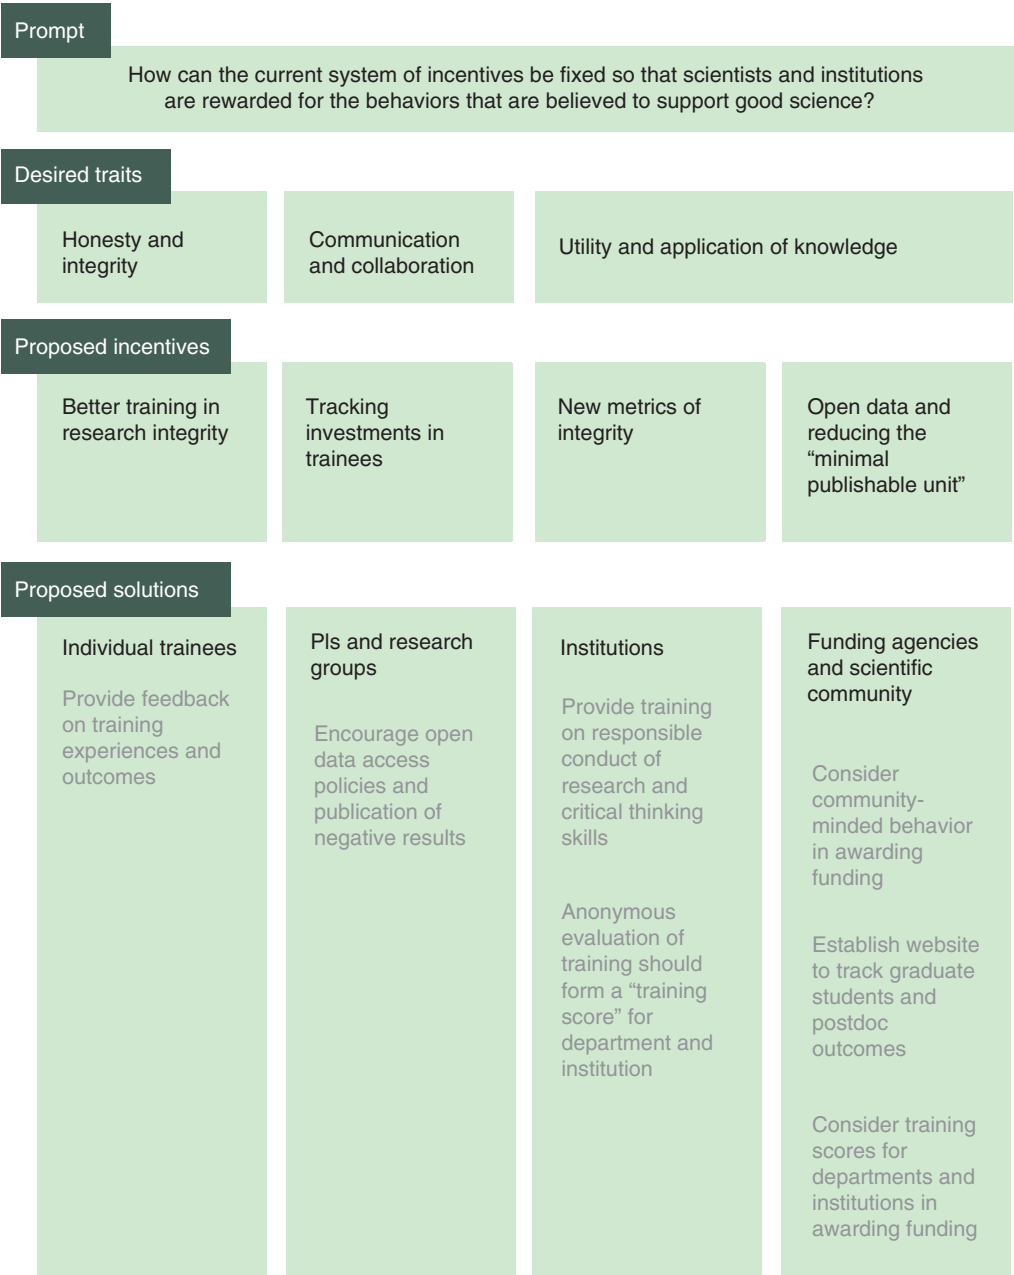 Prompt
How can the current system of incentives be fixed so that scientists and institutions
are rewarded for the behaviors that are believed to support good science?
Desired traits
Honesty and
integrity
Communication
and collaboration
Utility and application of knowledge
Proposed incentives
Better training in
research integrity
Tracking
investments in
trainees
New metrics of
integrity
Open data and
reducing the
“minimal
publishable unit”
Proposed solutions
Individual trainees
Provide feedback
on training
experiences and
outcomes
PIs and research
groups
Encourage open
data access
policies and
publication of
negative results
Institutions
Provide training
on responsible
conduct of
research and
critical thinking
skills
Anonymous
evaluation of
training should
form a “training
score” for
department and
institution
Funding agencies
and scientific
community
Consider
community-
minded behavior
in awarding
funding
Establish website
to track graduate
students and
postdoc
outcomes
Consider training
scores for
departments and
institutions in
awarding funding